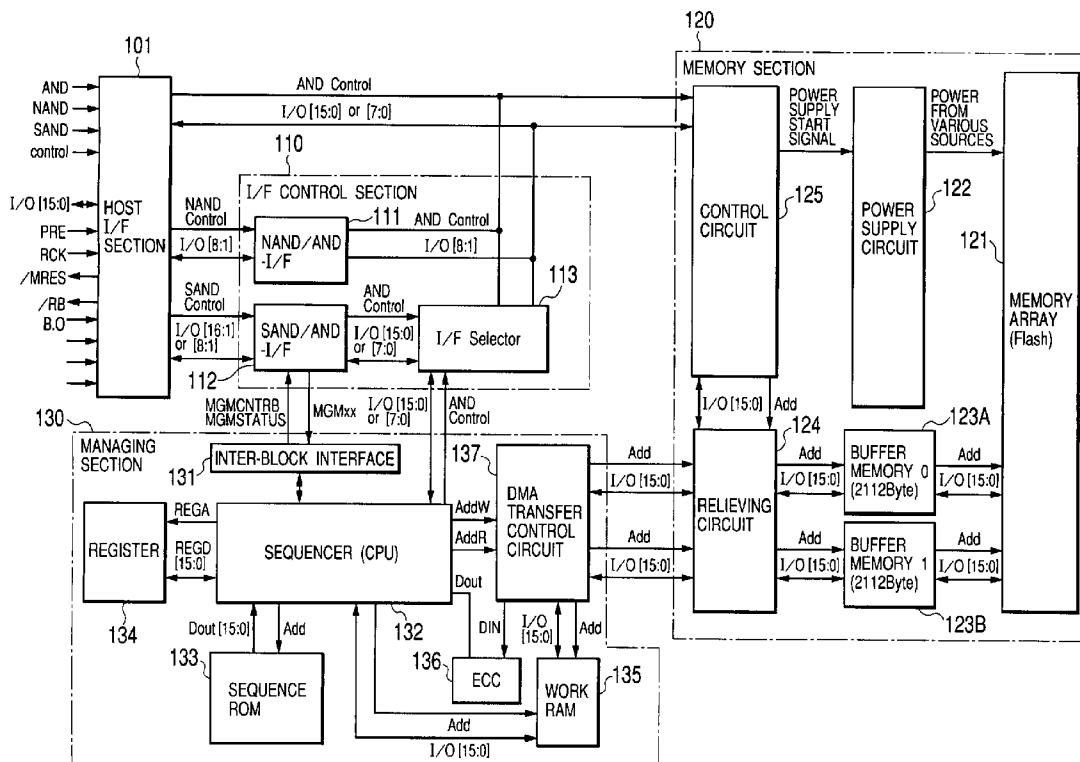 101
120
AND
NAND
SAND
control
I/O [15:0]
PRE
RCK
/MRES
/RB
B.O
HOST
I/F
SECTION
AND Control
I/O [15:0] or [7:0]
110
I/F CONTROL SECTION
NAND
Control
I/O [8:1]
111
NAND/AND
-I/F
AND Control
I/O [8:1]
SAND
Control
I/O [16:1]
or [8:1]
SAND/AND
-I/F
112
AND
Control
I/O [15:0]
or [7:0]
113
I/F Selector
MEMORY SECTION
POWER
SUPPLY
START
SIGNAL
POWER
FROM
VARIOUS
SOURCES
CONTROL
CIRCUIT
125
POWER
SUPPLY
CIRCUIT
122
121
MEMORY
ARRAY
(Flash)
I/O [15:0]
Add
124
RELIEVING
CIRCUIT
123A
Add
I/O [15:0]
BUFFER
MEMORY 0
(2112Byte)
Add
I/O [15:0]
Add
I/O [15:0]
BUFFER
MEMORY 1
(2112Byte)
Add
I/O [15:0]
123B
130
MANAGING
SECTION
MGMCNTRB
MGMSTATUS
MGMxx
I/O [15:0]
or [7:0]
AND
Control
131
INTER-BLOCK INTERFACE
137
DMA
TRANSFER
CONTROL
CIRCUIT
Add
I/O [15:0]
Add
I/O [15:0]
REGISTER
134
REGA
REGD
[15:0]
SEQUENCER (CPU)
132
AddW
AddR
Dout
Dout [15:0]
Add
133
SEQUENCE
ROM
DIN
I/O
[15:0]
Add
136
ECC
135
WORK
RAM
Add
I/O [15:0]